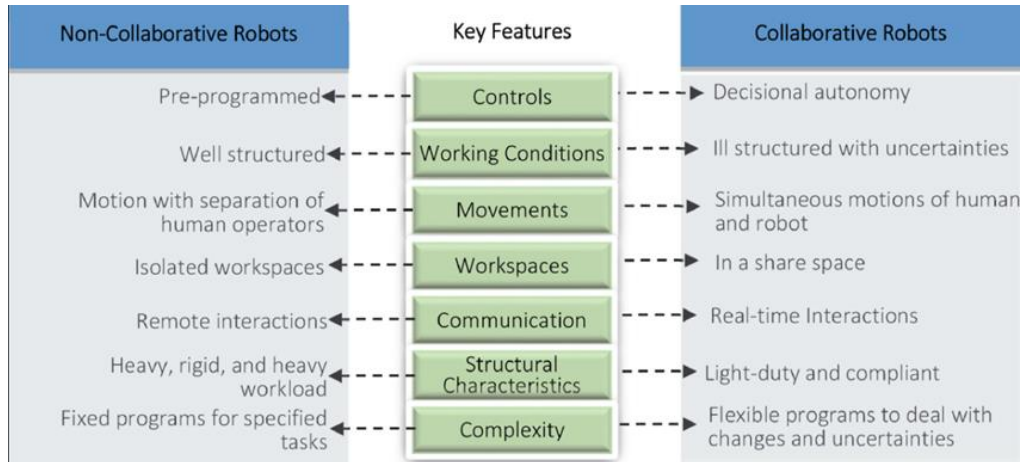 Non-Collaborative Robots
Key Features
Collaborative Robots
Pre-programmed
Controls
Decisional autonomy
Well structured
Working Conditions
Ill structured with uncertainties
Motion with separation of
human operators
Movements
Simultaneous motions of human
and robot
Isolated workspaces
Workspaces
In a share space
Remote interactions
Communication
Real-time Interactions
Heavy, rigid, and heavy
workload
Structural
Characteristics
Light-duty and compliant
Fixed programs for specified
tasks
Complexity
Flexible programs to deal with
changes and uncertainties